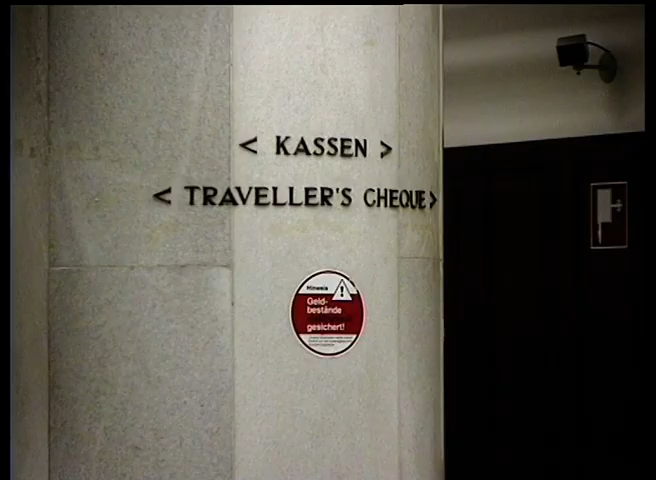 < KASSEN >
< TRAVELLER'S CHEQUE >
Hinweis
!
Geld-
bestände
gesichert!